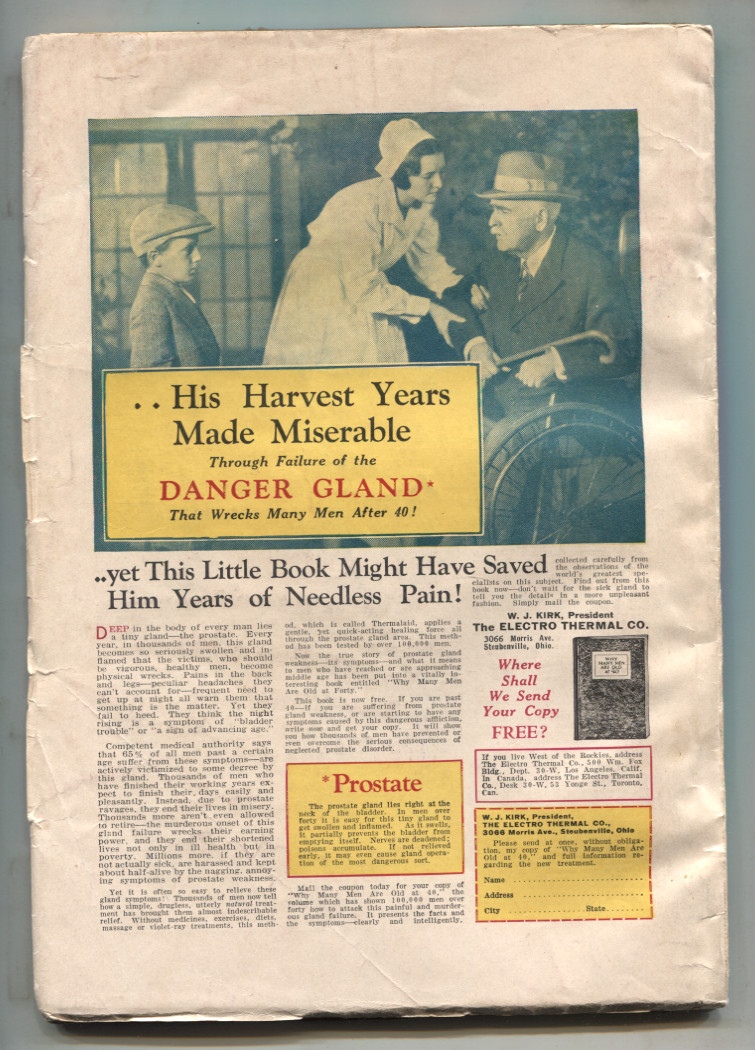 . . His Harvest Years
Made Miserable
Through Failure of the
DANGER GLAND*
That Wrecks Many Men After 40!
..yet This Little Book Might Have Saved
Him Years of Needless Pain!
DEEP in the body of every man lies
a tiny gland—the prostate. Every
year, in thousands of men, this gland
becomes so seriously swollen and in-
flamed that the victims, who should
be vigorous, healthy men, become
physical wrecks. Pains in the back
and legs—peculiar headaches they
can't account for—frequent need to
get up at night all warn them that
something is the matter. Yet they
fail to heed. They think the night
rising is a symptom of "bladder
trouble" or "a sign of advancing age."
Competent medical authority says
that 65% of all men past a certain
age suffer from these symptoms—are
actively victimized to some degree by
this gland. Thousands of men who
have finished their working years ex-
pect to finish their days easily and
pleasantly. Instead, due to prostate
ravages, they end their lives in misery.
Thousands more aren't even allowed
to retire—the murderous onset of this
gland failure wrecks their earning
power, and they end their shortened
lives not only in ill health but in
poverty. Millions more, if they are
not actually sick, are harassed and kept
about half-alive by the nagging, annoy-
ing symptoms of prostate weakness.
Yet it is often so easy to relieve these
gland symptoms! Thousands of men now tell
how a simple, drugless, utterly natural treat-
ment has brought them almost indescribable
relief. Without medicines, exercises, diets,
massage or violet-ray treatments, this meth-
od, which is called Thermalaid, applies a
gentle, yet quick-acting healing force all
through the prostate gland area. This meth-
od has been tested by over 100,000 men.
Now the true story of prostate gland
weakness—its symptoms—and what it means
to men who have reached or are approaching
middle age has been put into a vitally in-
teresting book entitled "Why Many Men
Are Old at Forty."
This book is now free. If you are past
40—if you are suffering from prostate
gland weakness, or are starting to have any
symptoms caused by this dangerous affliction,
write now and get your copy. It will show
you how thousands of men have prevented or
even overcome the serious consequences of
neglected prostate disorder.
*Prostate
The prostate gland lies right at the
neck of the bladder. In men over
forty it is easy for this tiny gland to
get swollen and inflamed. As it swells,
it partially prevents the bladder from
emptying itself. Nerves are deadened;
poisons accumulate. If not relieved
early, it may even cause gland opera-
tion of the most dangerous sort.
Mail the coupon today for your copy of
"Why Many Men Are Old at 40," the
volume which has shown 100,000 men over
forty how to attack this painful and murder-
ous gland failure. It presents the facts and
the symptoms—clearly and intelligently,
collected carefully from
the observations of the
world's greatest spe-
cialists on this subject. Find out from this
book now—don't wait for the sick gland to
tell you the details in a more unpleasant
fashion. Simply mail the coupon.
W. J. KIRK, President
The ELECTRO THERMAL CO.
3066 Morris Ave.
Steubenville, Ohio.
Where
Shall
We Send
Your Copy
FREE?
WHY
MANY MEN
ARE OLD
AT 40
If you live West of the Rockies, address
The Electro Thermal Co., 500 Wm. Fox
Bldg., Dept. 30-W, Los Angeles, Calif.
In Canada, address The Electro Thermal
Co., Desk 30-W, 53 Yonge St., Toronto,
Can.
W. J. KIRK, President,
THE ELECTRO THERMAL CO.,
3066 Morris Ave., Steubenville, Ohio
Please send at once, without obliga-
tion, my copy of "Why Many Men Are
Old at 40," and full information re-
garding the new treatment.
Name
Address
City State